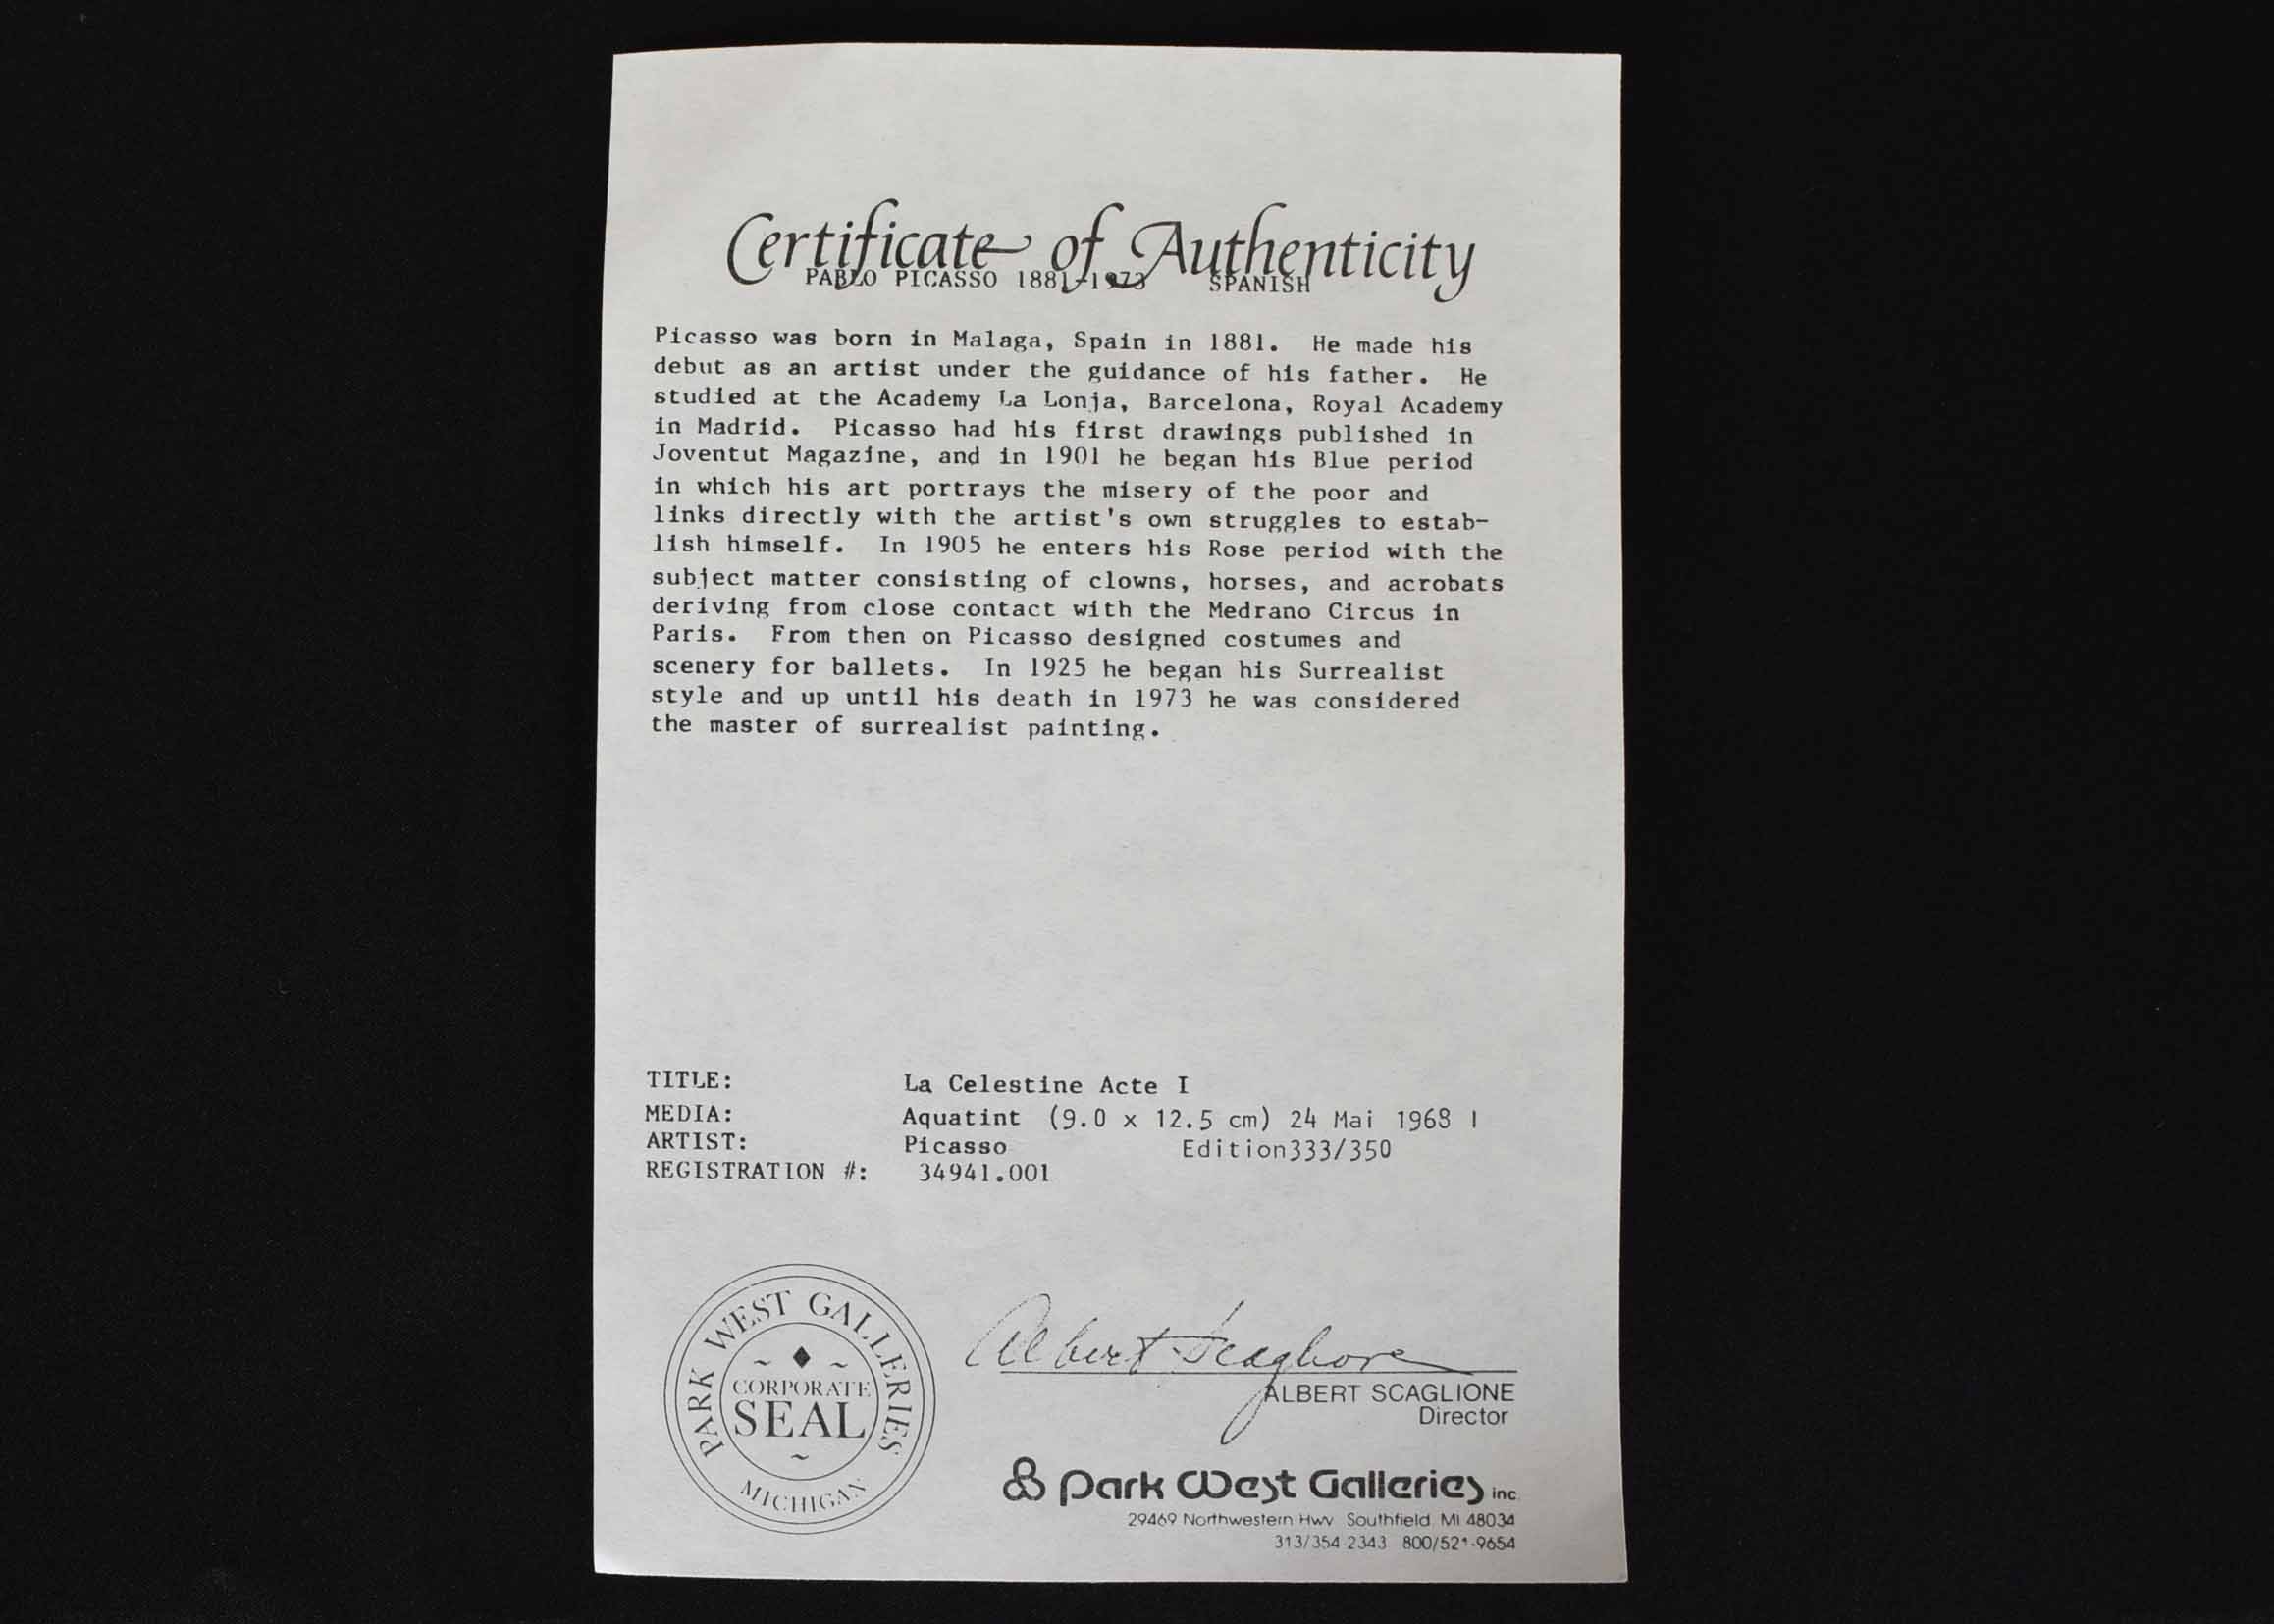 Certificate of Authenticity
PABLO PICASSO 1881-1973 SPANISH
Picasso was born in Malaga, Spain in 1881. He made his
debut as an artist under the guidance of his father. He
studied at the Academy La Lonja, Barcelona, Royal Academy
in Madrid. Picasso had his first drawings published in
Joventut Magazine, and in 1901 he began his Blue period
in which his art portrays the misery of the poor and
links directly with the artist's own struggles to estab-
lish himself. In 1905 he enters his Rose period with the
subject matter consisting of clowns, horses, and acrobats
deriving from close contact with the Medrano Circus in
Paris. From then on Picasso designed costumes and
scenery for ballets. In 1925 he began his Surrealist
style and up until his death in 1973 he was considered
the master of surrealist painting.
TITLE: La Celestine Acte I
MEDIA: Aquatint (9.0 x 12.5 cm) 24 Mai 1968 I
ARTIST: Picasso Edition333/350
REGISTRATION #: 34941.001
PARK WEST GALLERIES
CORPORATE
SEAL
MICHIGAN
Albert Scaglione
ALBERT SCAGLIONE
Director
Park West Galleries inc.
29469 Northwestern Hwy Southfield, MI 48034
313/354-2343 800/521-9654